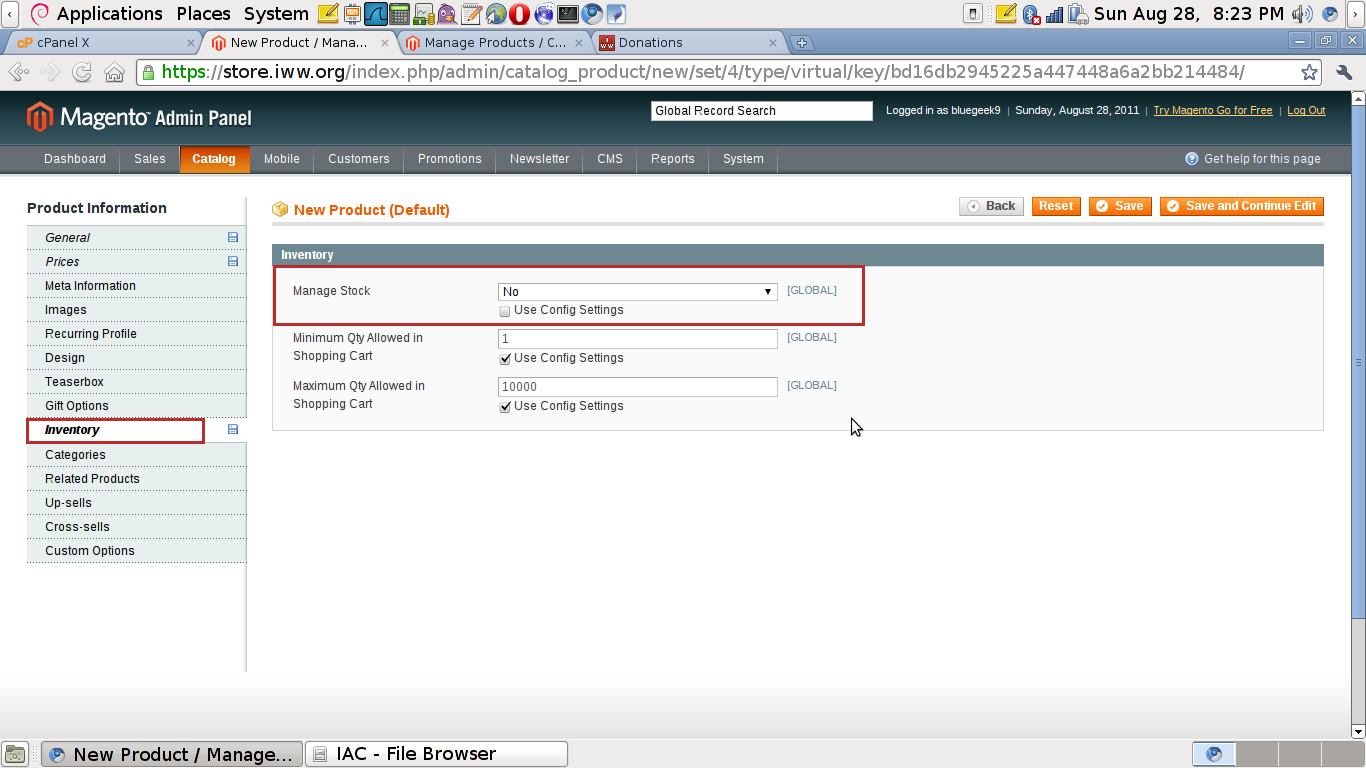 Applications Places System
Sun Aug 28, 8:23 PM
cPanel X
New Product / Mana...
Manage Products / C...
Donations
https://store.iww.org/index.php/admin/catalog_product/new/set/4/type/virtual/key/bd16db2945225a447448a6a2bb214484/
Magento Admin Panel
Global Record Search
Logged in as bluegeek9 | Sunday, August 28, 2011 | Try Magento Go for Free | Log Out
Dashboard Sales Catalog Mobile Customers Promotions Newsletter CMS Reports System
Get help for this page
Product Information
General
Prices
Meta Information
Images
Recurring Profile
Design
Teaserbox
Gift Options
Inventory
Categories
Related Products
Up-sells
Cross-sells
Custom Options
New Product (Default)
Back Reset Save Save and Continue Edit
Inventory
Manage Stock No [GLOBAL]
Use Config Settings
Minimum Qty Allowed in 1 [GLOBAL]
Shopping Cart Use Config Settings
Maximum Qty Allowed in 10000 [GLOBAL]
Shopping Cart Use Config Settings
New Product / Manage...
IAC - File Browser